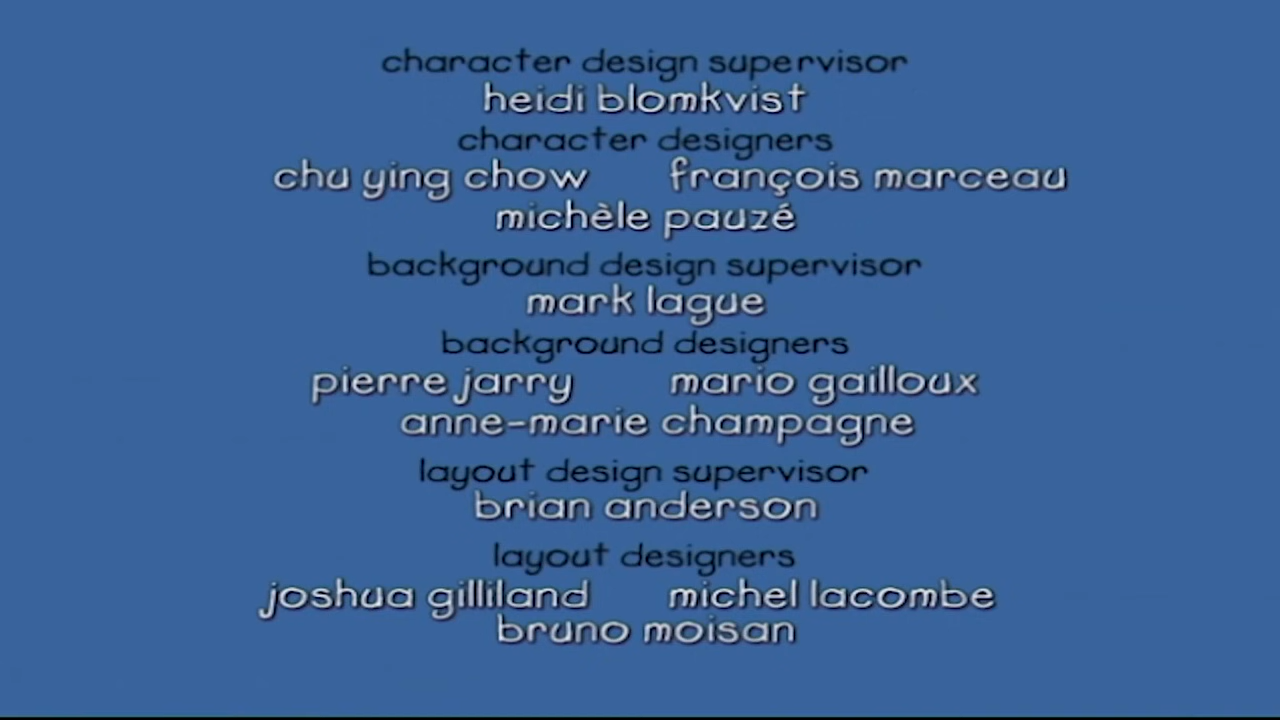 character design supervisor
heidi blomkvist
character designers
chu ying chow françois marceau
michèle pauzé
background design supervisor
mark lague
background designers
pierre jarry mario gailloux
anne-marie champagne
layout design supervisor
brian anderson
layout designers
joshua gilliland michel lacombe
bruno moisan